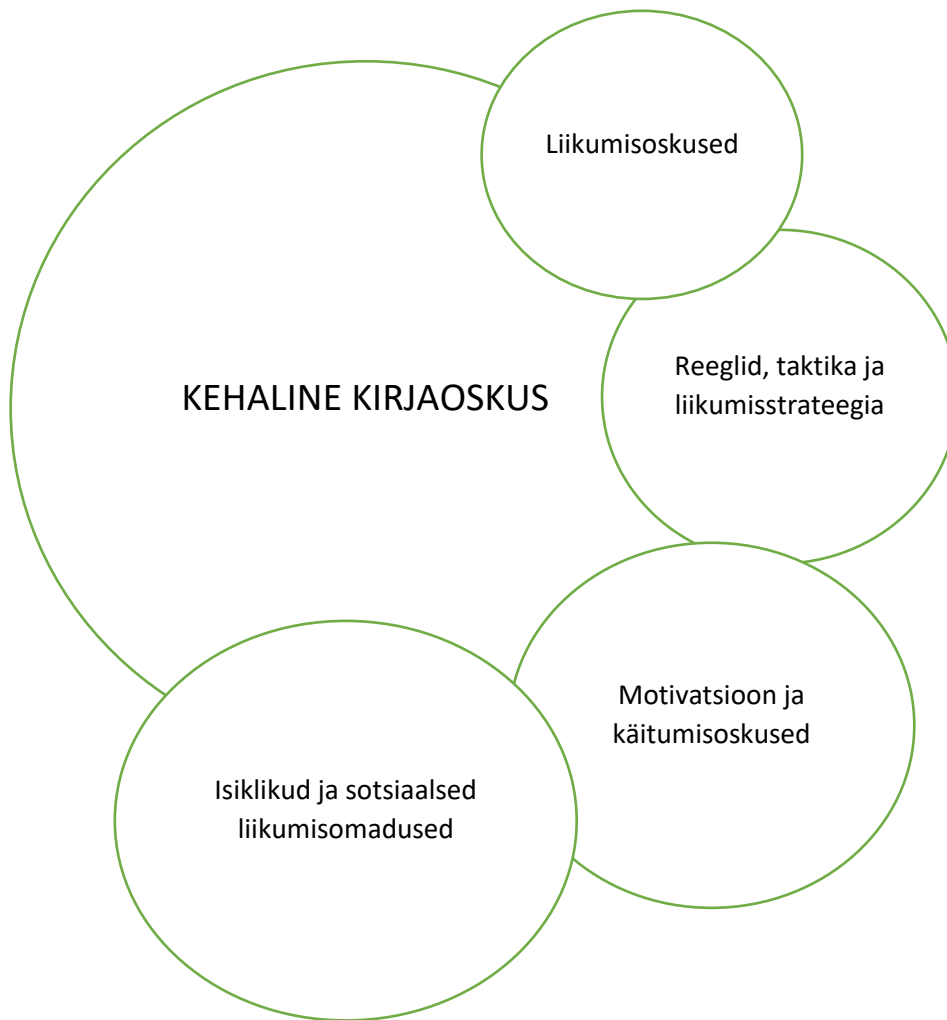 Liikumisoskused
Reeglid, taktika ja
liikumisstrateegia
KEHALINE KIRJAOSKUS
Motivatsioon ja
käitumisoskused
Isiklikud ja sotsiaalsed
liikumisomadused